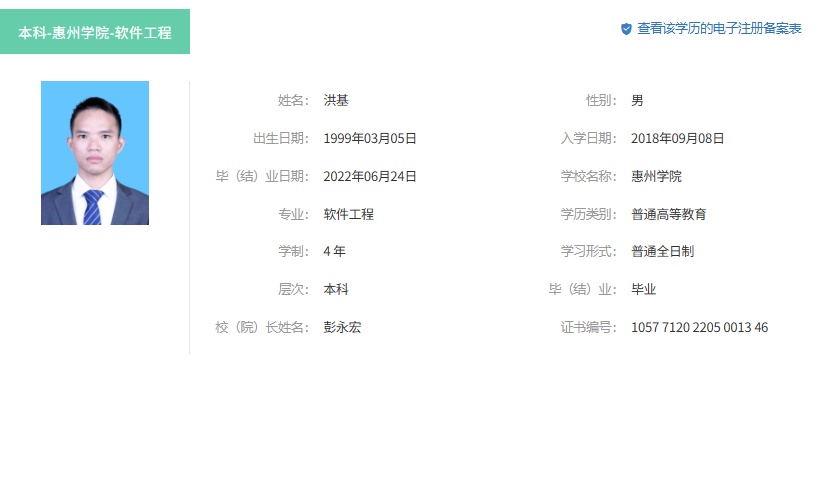 本科-惠州学院-软件工程
查看该学历的电子注册备案表
姓名： 洪基 性别： 男
出生日期： 1999年03月05日 入学日期： 2018年09月08日
毕（结）业日期： 2022年06月24日 学校名称： 惠州学院
专业： 软件工程 学历类别： 普通高等教育
学制： 4 年 学习形式： 普通全日制
层次： 本科 毕（结）业： 毕业
校（院）长姓名： 彭永宏 证书编号： 1057 7120 2205 0013 46